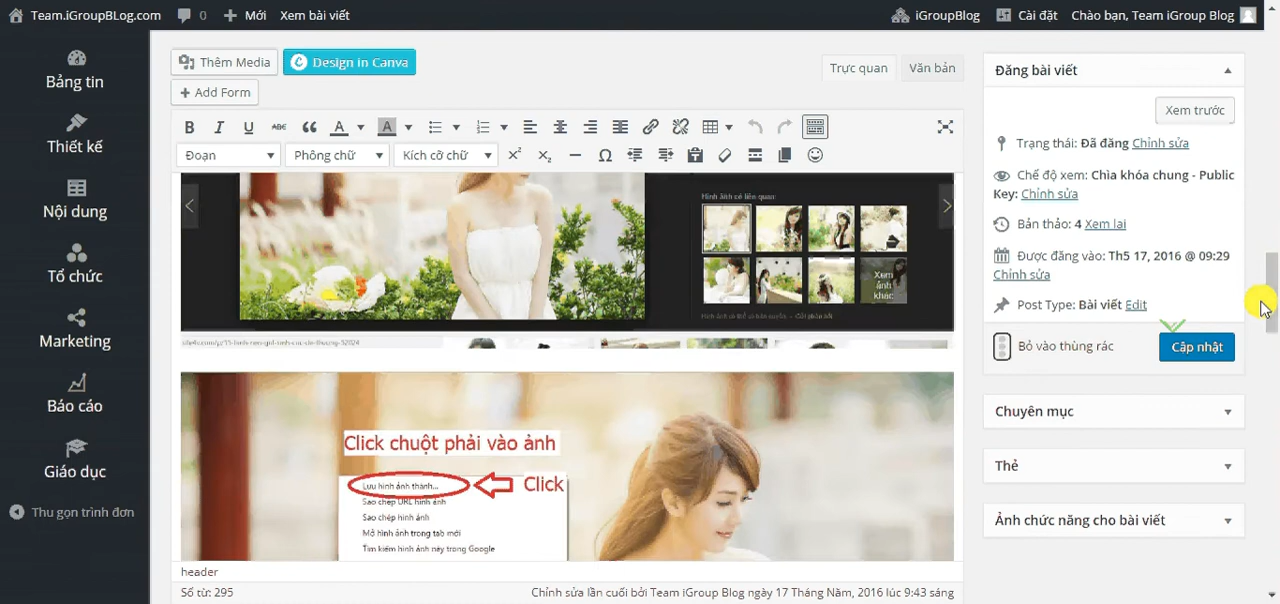 Team.iGroupBLog.com
0
Mới
Xem bài viết
iGroupBlog
Cài đặt
Chào bạn, Team iGroup Blog
Bảng tin
Thiết kế
Nội dung
Tổ chức
Marketing
Báo cáo
Giáo dục
Thu gọn trình đơn
Thêm Media
Design in Canva
Add Form
Trực quan
Văn bản
B I U ABC A A
Đoạn
Phông chữ
Kích cỡ chữ
Hình ảnh có liên quan:
Xem ảnh khác
Click chuột phải vào ảnh
Lưu hình ảnh thành...
Click
Sao chép URL hình ảnh
Sao chép hình ảnh
Mở hình ảnh trong tab mới
Tìm kiếm hình ảnh này trong Google
header
Số từ: 295
Chỉnh sửa lần cuối bởi Team iGroup Blog ngày 17 Tháng Năm, 2016 lúc 9:43 sáng
Đăng bài viết
Xem trước
Trạng thái: Đã đăng Chỉnh sửa
Chế độ xem: Chìa khóa chung - Public
Key: Chỉnh sửa
Bản thảo: 4 Xem lại
Được đăng vào: Th5 17, 2016 @ 09:29
Chỉnh sửa
Post Type: Bài viết Edit
Bỏ vào thùng rác
Cập nhật
Chuyên mục
Thẻ
Ảnh chức năng cho bài viết